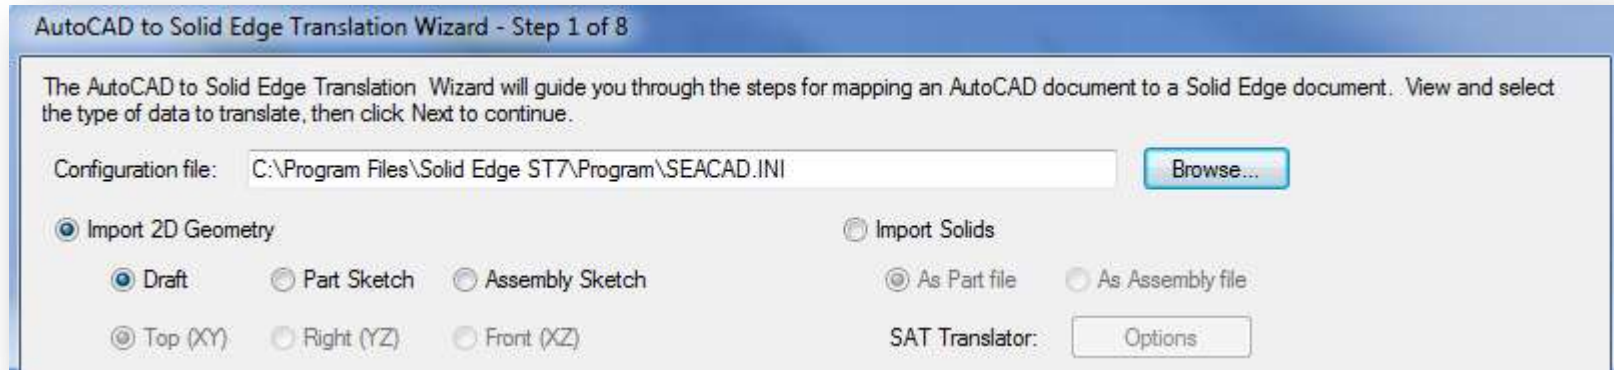 AutoCAD to Solid Edge Translation Wizard - Step 1 of 8
The AutoCAD to Solid Edge Translation Wizard will guide you through the steps for mapping an AutoCAD document to a Solid Edge document. View and select
the type of data to translate, then click Next to continue.
Configuration file: C:\Program Files\Solid Edge ST7\Program\SEACAD.INI Browse...
Import 2D Geometry Import Solids
Draft Part Sketch Assembly Sketch As Part file As Assembly file
Top (XY) Right (YZ) Front (XZ) SAT Translator: Options